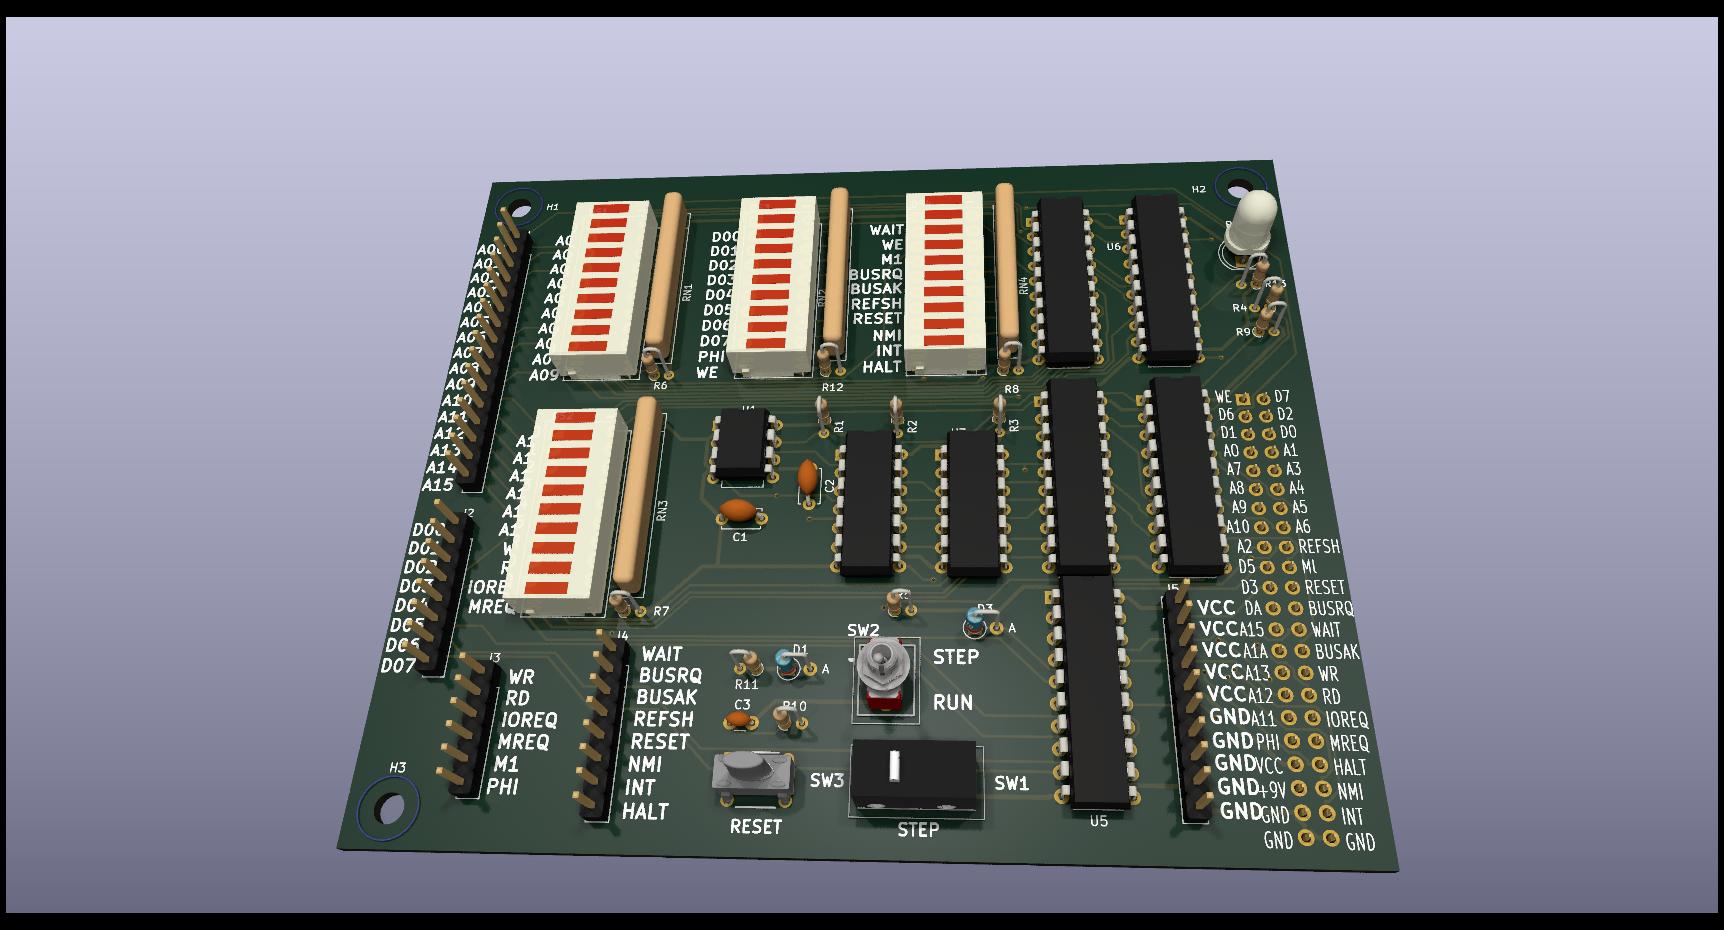 H1
H2
WAIT
WE
M1
BUSRQ
BUSAK
REFSH
RESET
NMI
INT
HALT
D00
D01
D02
D03
D04
D05
D06
D07
PHI
WE
A09
RN1
RN2
RN4
U6
R4
R9
R6
R12
R8
A10
A11
A14
A15
R1
R2
R3
C2
C1
RN3
R7
WE D7
D6 D2
D1 D0
A0 A1
A7 A3
A8 A4
A9 A5
A10 A6
A2 REFSH
D5 M1
D3 RESET
VCC DA BUSRQ
VCC A15 WAIT
VCC A1A BUSAK
VCC A13 WR
VCC A12 RD
GND A11 IOREQ
GND PHI MREQ
GND VCC HALT
GND +9V NMI
GND GND INT
GND GND
D07
J3
J4
WR
RD
IOREQ
MREQ
M1
PHI
WAIT
BUSRQ
BUSAK
REFSH
RESET
NMI
INT
HALT
D1
A
R11
C3
R10
SW2
STEP
RUN
D3
A
SW3
RESET
SW1
STEP
U5
H3